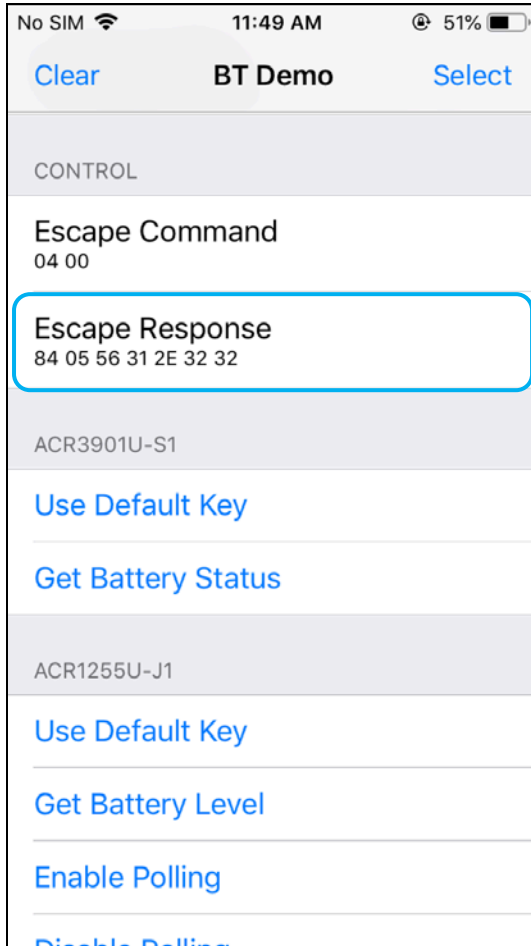 No SIM 11:49 AM 51%
Clear BT Demo Select
CONTROL
Escape Command
04 00
Escape Response
84 05 56 31 2E 32 32
ACR3901U-S1
Use Default Key
Get Battery Status
ACR1255U-J1
Use Default Key
Get Battery Level
Enable Polling
Disable Polling